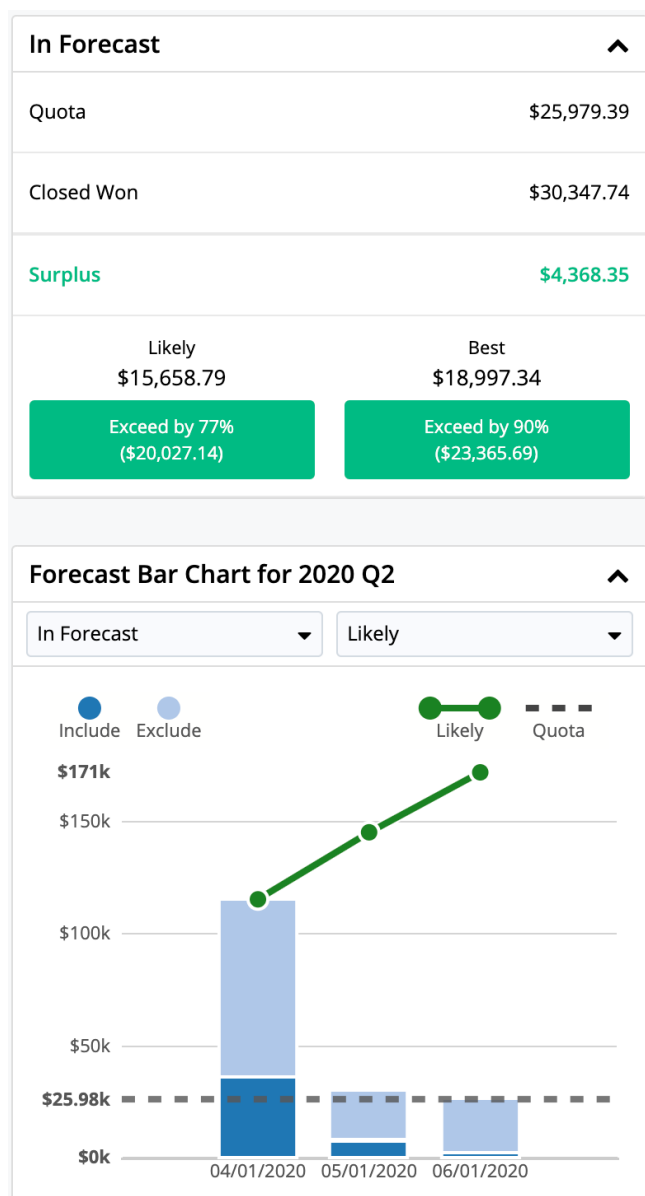 In Forecast
Quota $25,979.39
Closed Won $30,347.74
Surplus $4,368.35
Likely Best
$15,658.79 $18,997.34
Exceed by 77% Exceed by 90%
($20,027.14) ($23,365.69)
Forecast Bar Chart for 2020 Q2
In Forecast Likely
Include Exclude Likely Quota
$171k
$150k
$100k
$50k
$25.98k
$0k
04/01/2020 05/01/2020 06/01/2020